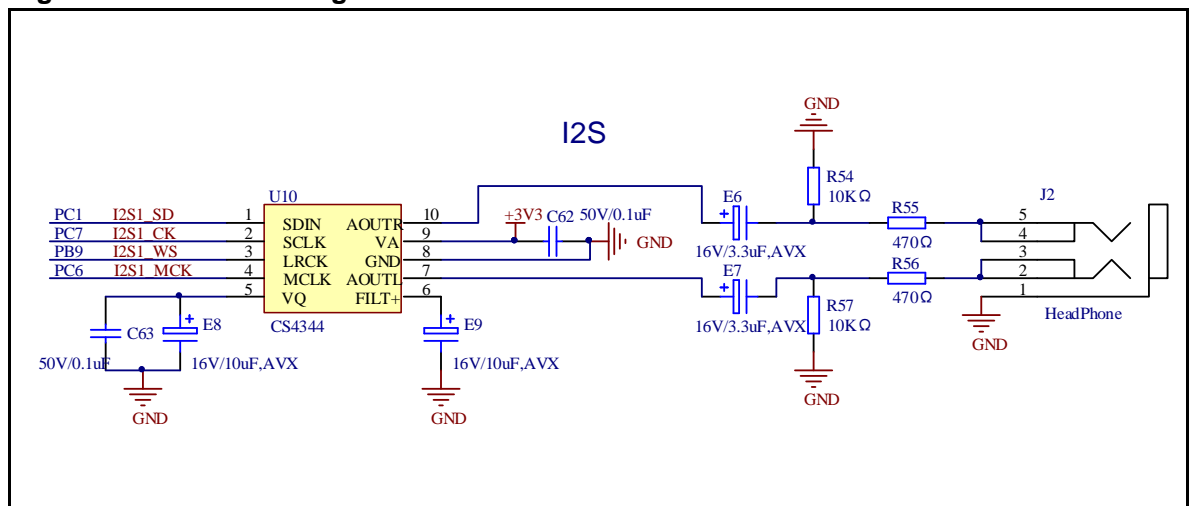 I2S
GND
R54
10KΩ
J2
U10
E6
R55
5
4
PC1 I2S1_SD 1 SDIN AOUTR 10
+3V3 C62 50V/0.1uF
PC7 I2S1_CK 2 SCLK VA 9
GND
470Ω
16V/3.3uF,AVX
PB9 I2S1_WS 3 LRCK GND 8
E7
R56
3
2
1
PC6 I2S1_MCK 4 MCLK AOUTL 7
5 VQ FILT+ 6
470Ω
CS4344
C63
E8
E9
16V/3.3uF,AVX
R57
10KΩ
HeadPhone
GND
50V/0.1uF
16V/10uF,AVX
16V/10uF,AVX
GND
GND
GND